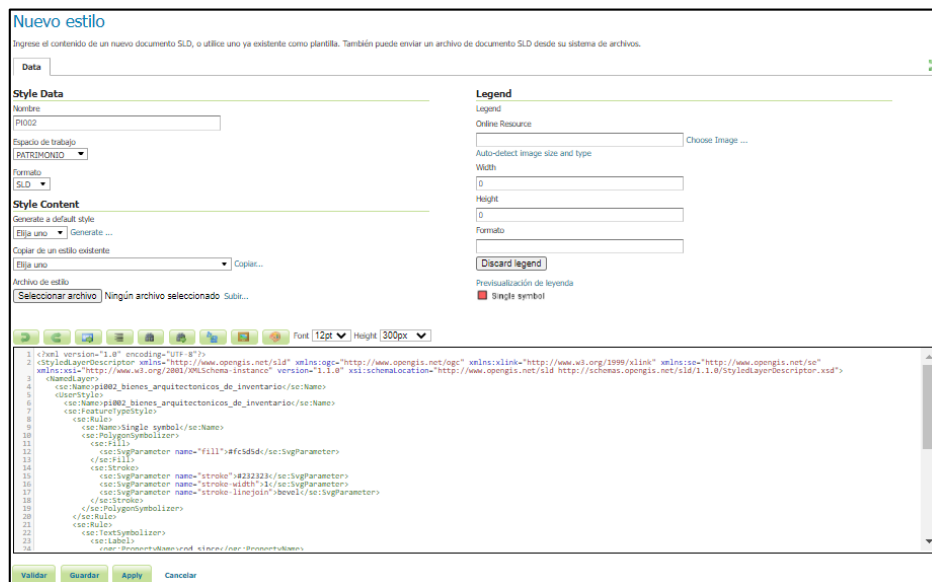 Nuevo estilo
Ingrese el contenido de un nuevo documento SLD, o utilice uno ya existente como plantilla. También puede enviar un archivo de documento SLD desde su sistema de archivos.
Data
Style Data
Nombre
PI002
Espacio de trabajo
PATRIMONIO
Formato
SLD
Style Content
Generate a default style
Elija uno Generate ...
Copiar de un estilo existente
Elija uno Copiar...
Archivo de estilo
Seleccionar archivo Ningún archivo seleccionado Subir...
Legend
Legend
Online Resource
Choose Image ...
Auto-detect image size and type
Width
0
Height
0
Formato
Discard legend
Previsualización de leyenda
Single symbol
Font 12pt Height 300px
1 <?xml version="1.0" encoding="UTF-8"?>
2 <StyledLayerDescriptor xmlns="http://www.opengis.net/sld" xmlns:ogc="http://www.opengis.net/ogc" xmlns:xlink="http://www.w3.org/1999/xlink" xmlns:se="http://www.opengis.net/se"
xmlns:xsi="http://www.w3.org/2001/XMLSchema-instance" version="1.1.0" xsi:schemaLocation="http://www.opengis.net/sld http://schemas.opengis.net/sld/1.1.0/StyledLayerDescriptor.xsd">
3 <NamedLayer>
4 <se:Name>pi002_bienes_arquitectonicos_de_inventario</se:Name>
5 <UserStyle>
6 <se:Name>pi002_bienes_arquitectonicos_de_inventario</se:Name>
7 <se:FeatureTypeStyle>
8 <se:Rule>
9 <se:Name>Single symbol</se:Name>
10 <se:PolygonSymbolizer>
11 <se:Fill>
12 <se:SvgParameter name="fill">#fc5d5d</se:SvgParameter>
13 </se:Fill>
14 <se:Stroke>
15 <se:SvgParameter name="stroke">#232323</se:SvgParameter>
16 <se:SvgParameter name="stroke-width">1</se:SvgParameter>
17 <se:SvgParameter name="stroke-linejoin">bevel</se:SvgParameter>
18 </se:Stroke>
19 </se:PolygonSymbolizer>
20 </se:Rule>
21 <se:Rule>
22 <se:TextSymbolizer>
23 <se:Label>
24 <ogc:PropertyName>cod_since</ogc:PropertyName>
Validar Guardar Apply Cancelar